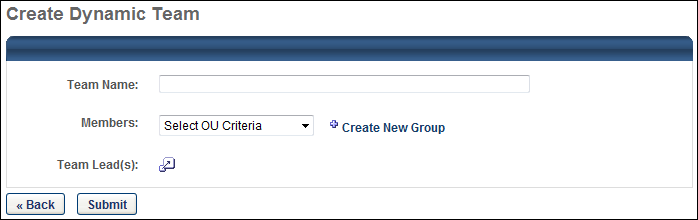 Create Dynamic Team
Team Name:
Members: Select OU Criteria Create New Group
Team Lead(s):
« Back Submit